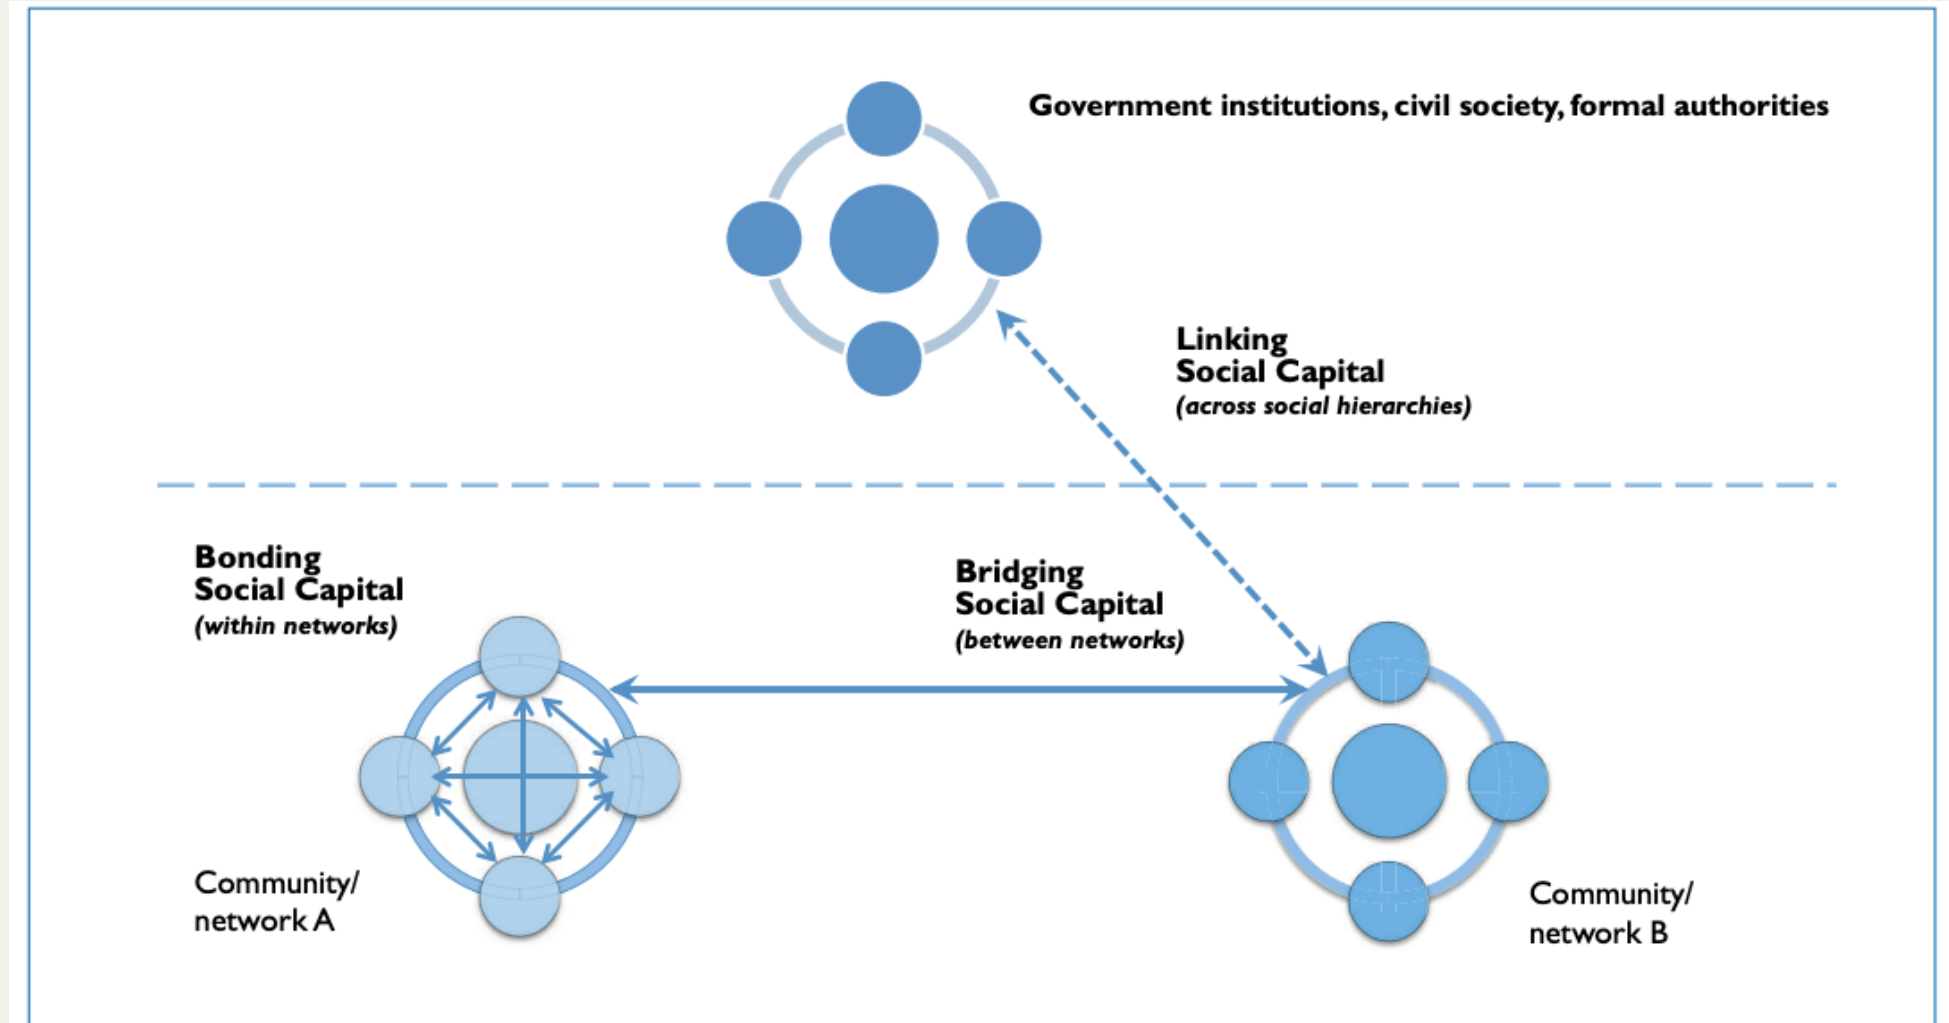 Government institutions, civil society, formal authorities
Linking
Social Capital
(across social hierarchies)
Bonding
Social Capital
(within networks)
Bridging
Social Capital
(between networks)
Community/
network A
Community/
network B